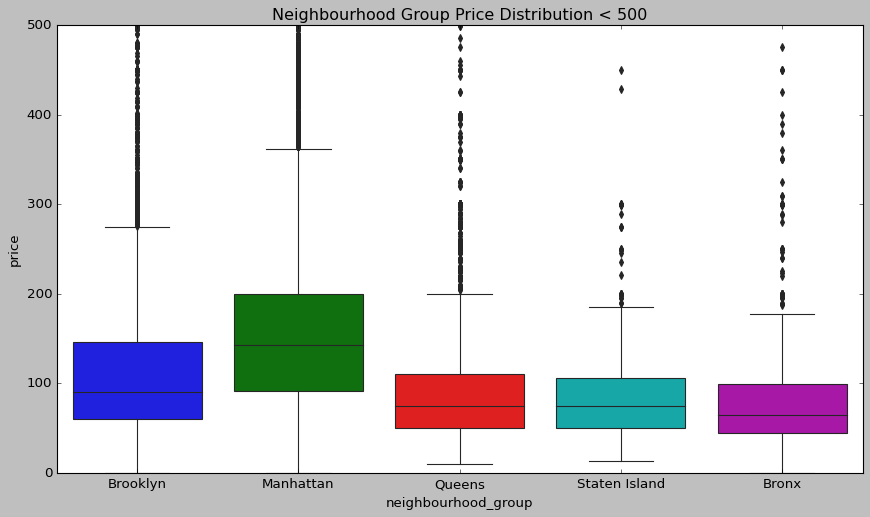 Neighbourhood Group Price Distribution < 500
500
400
300
200
100
0
price
Brooklyn
Manhattan
Queens
Staten Island
Bronx
neighbourhood_group